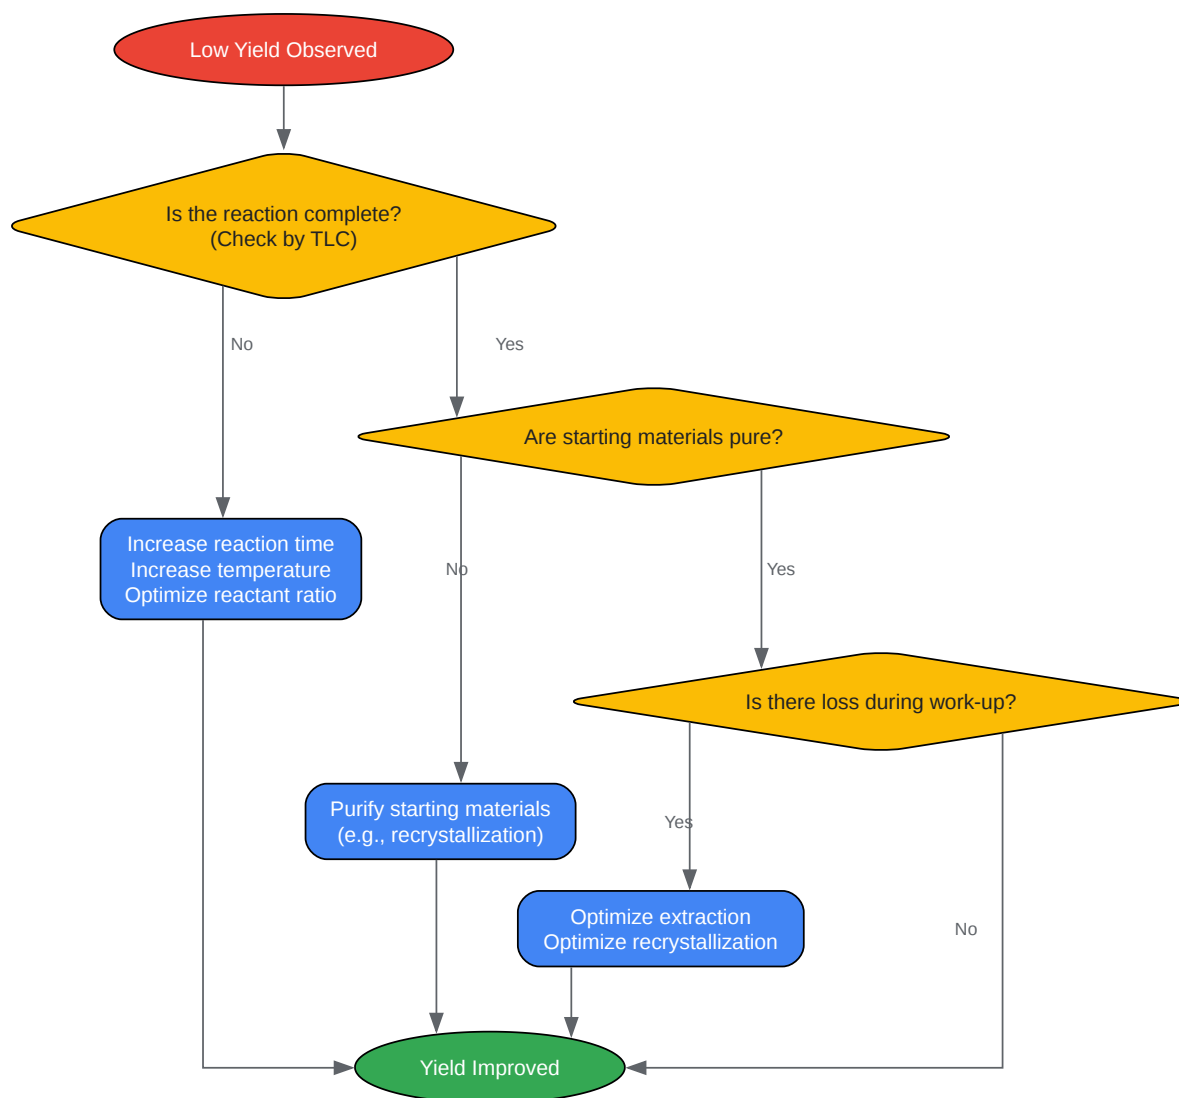 Low Yield Observed
Is the reaction complete?
(Check by TLC)
No
Yes
Are starting materials pure?
Increase reaction time
Increase temperature
Optimize reactant ratio
No
Yes
Is there loss during work-up?
Purify starting materials
(e.g., recrystallization)
Yes
Optimize extraction
Optimize recrystallization
No
Yield Improved